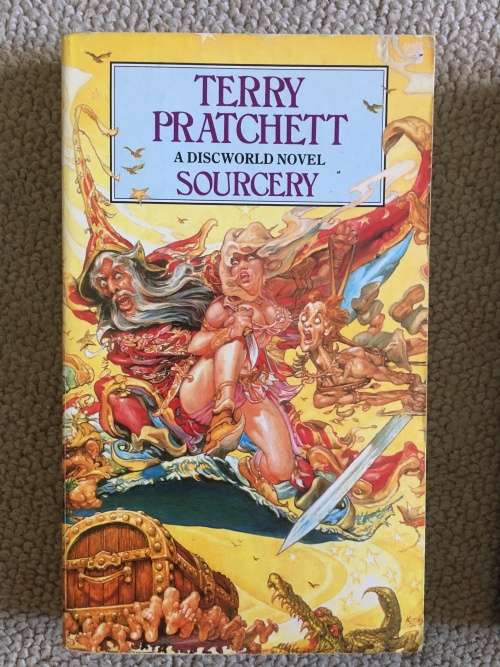 TERRY
PRATCHETT
A DISCWORLD NOVEL
SOURCERY